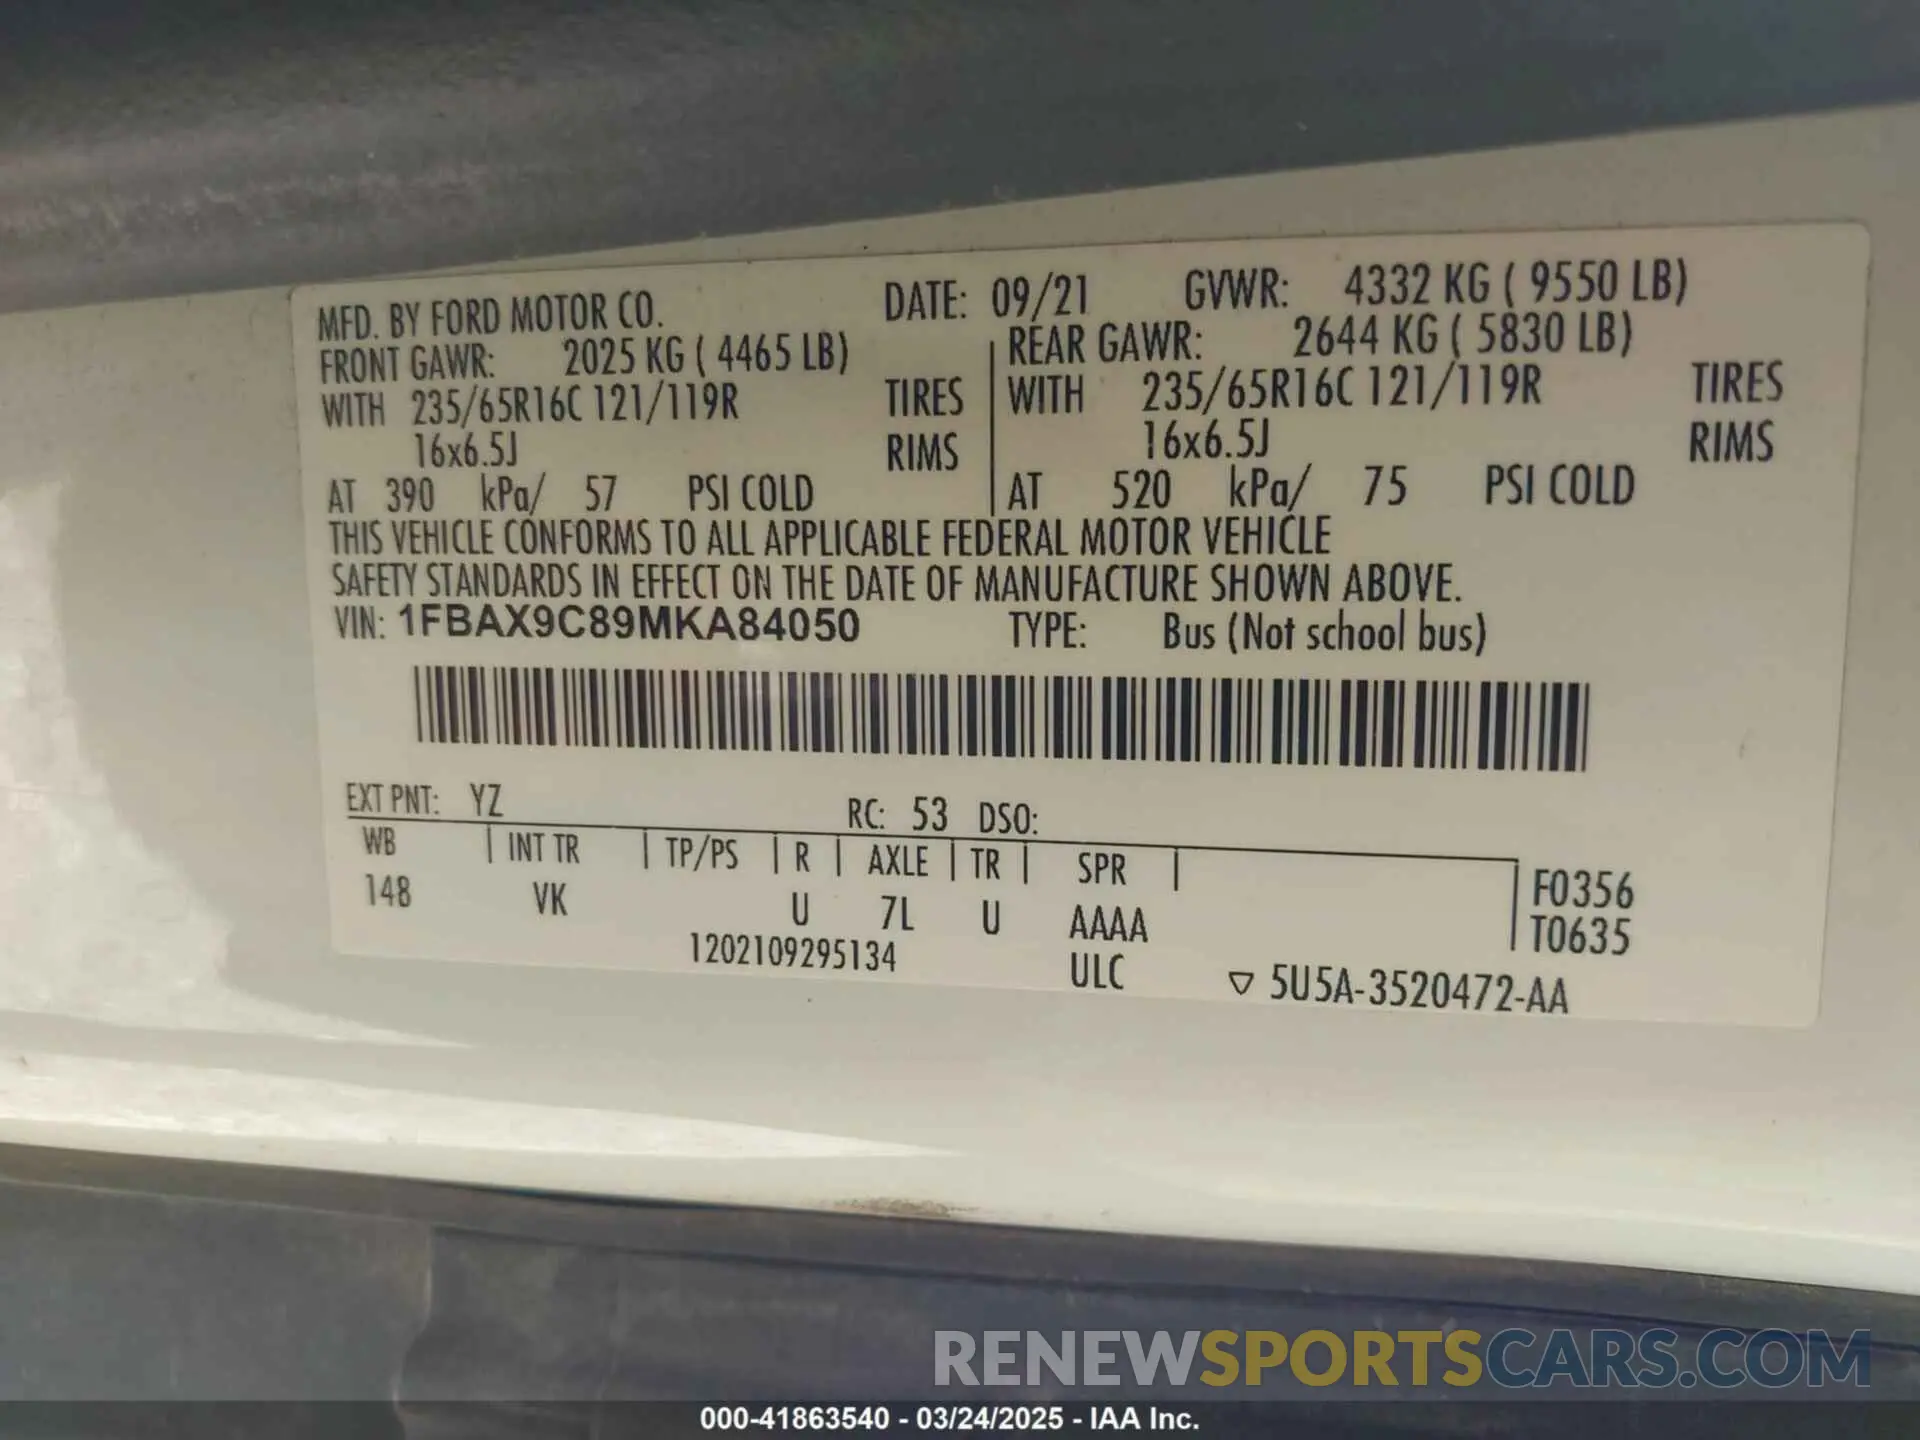 MFD. BY FORD MOTOR CO. DATE: 09/21 GVWR: 4332 KG ( 9550 LB)
FRONT GAWR: 2025 KG ( 4465 LB) REAR GAWR: 2644 KG ( 5830 LB)
WITH 235/65R16C 121/119R TIRES WITH 235/65R16C 121/119R TIRES
16x6.5J RIMS 16x6.5J RIMS
AT 390 kPa/ 57 PSI COLD AT 520 kPa/ 75 PSI COLD
THIS VEHICLE CONFORMS TO ALL APPLICABLE FEDERAL MOTOR VEHICLE
SAFETY STANDARDS IN EFFECT ON THE DATE OF MANUFACTURE SHOWN ABOVE.
VIN: 1FBAX9C89MKA84050 TYPE: Bus (Not school bus)
EXT PNT: YZ RC: 53 DSO:
WB INT TR TP/PS R AXLE TR SPR F0356
148 VK U 7L U AAAA T0635
1202109295134 ULC ▽ 5U5A-3520472-AA
RENEWSPORTSCARS.COM
000-41863540 - 03/24/2025 - IAA Inc.